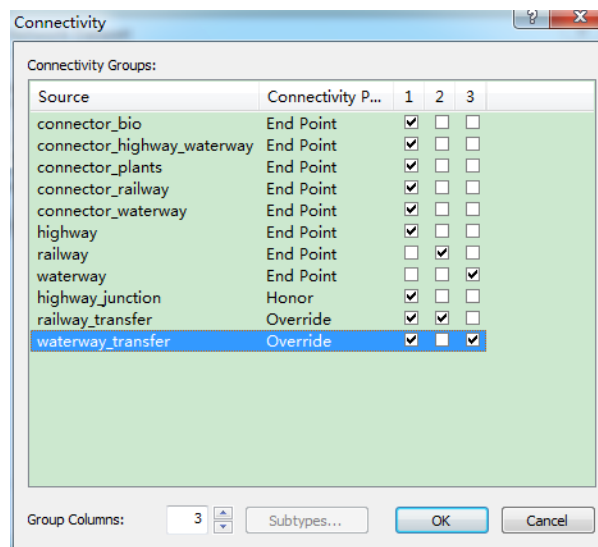 Connectivity
Connectivity Groups:
Source Connectivity P... 1 2 3
connector_bio End Point
connector_highway_waterway End Point
connector_plants End Point
connector_railway End Point
connector_waterway End Point
highway End Point
railway End Point
waterway End Point
highway_junction Honor
railway_transfer Override
waterway_transfer Override
Group Columns: 3 Subtypes... OK Cancel